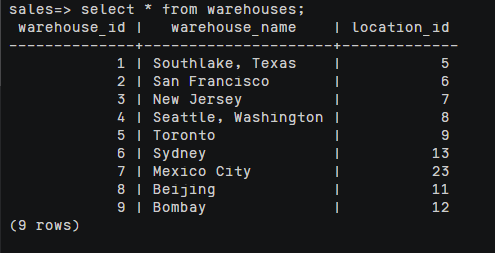 sales=> select * from warehouses;
 warehouse_id |   warehouse_name    | location_id
--------------+---------------------+-------------
            1 | Southlake, Texas    |           5
            2 | San Francisco       |           6
            3 | New Jersey          |           7
            4 | Seattle, Washington |           8
            5 | Toronto             |           9
            6 | Sydney              |          13
            7 | Mexico City         |          23
            8 | Beijing             |          11
            9 | Bombay              |          12
(9 rows)